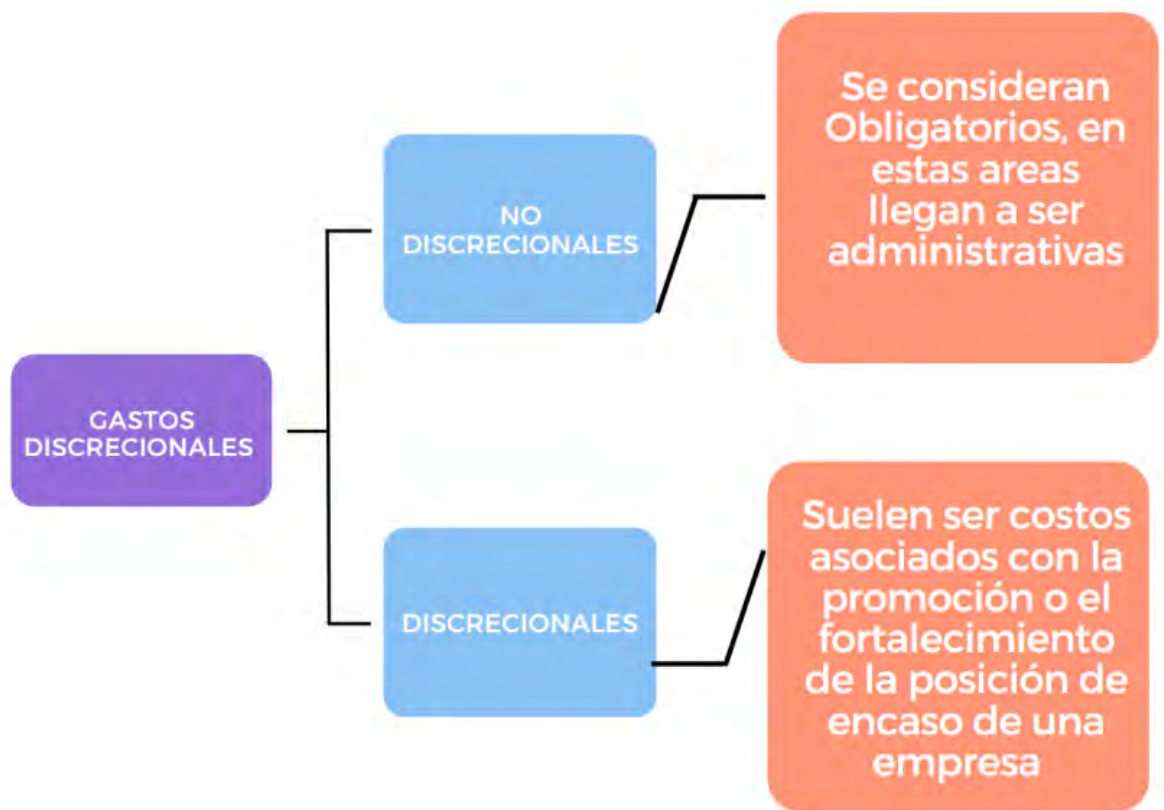 GASTOS
DISCRECIONALES
NO
DISCRECIONALES
Se consideran
Obligatorios, en
estas areas
llegan a ser
administrativas
DISCRECIONALES
Suelen ser costos
asociados con la
promoción o el
fortalecimiento
de la posición de
encaso de una
empresa